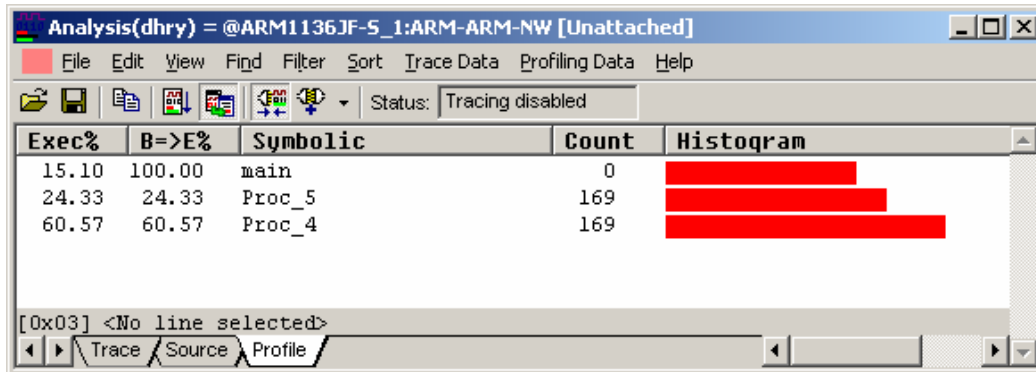 Analysis(dhry) = @ARM1136JF-S_1:ARM-ARM-NW [Unattached]
File Edit View Find Filter Sort Trace Data Profiling Data Help
Status: Tracing disabled
Exec% B=>E% Symbolic Count Histogram
15.10 100.00 main 0
24.33 24.33 Proc_5 169
60.57 60.57 Proc_4 169
[0x03] <No line selected>
Trace Source Profile